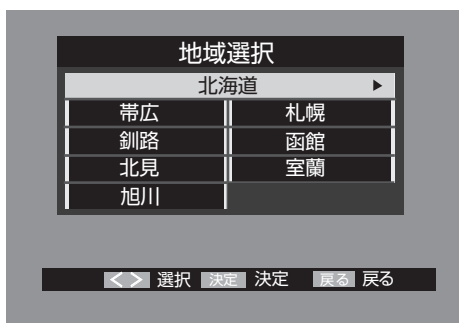 地域選択
北海道 ▶
帯広 札幌
釧路 函館
北見 室蘭
旭川
＜＞ 選択 決定 決定 戻る 戻る